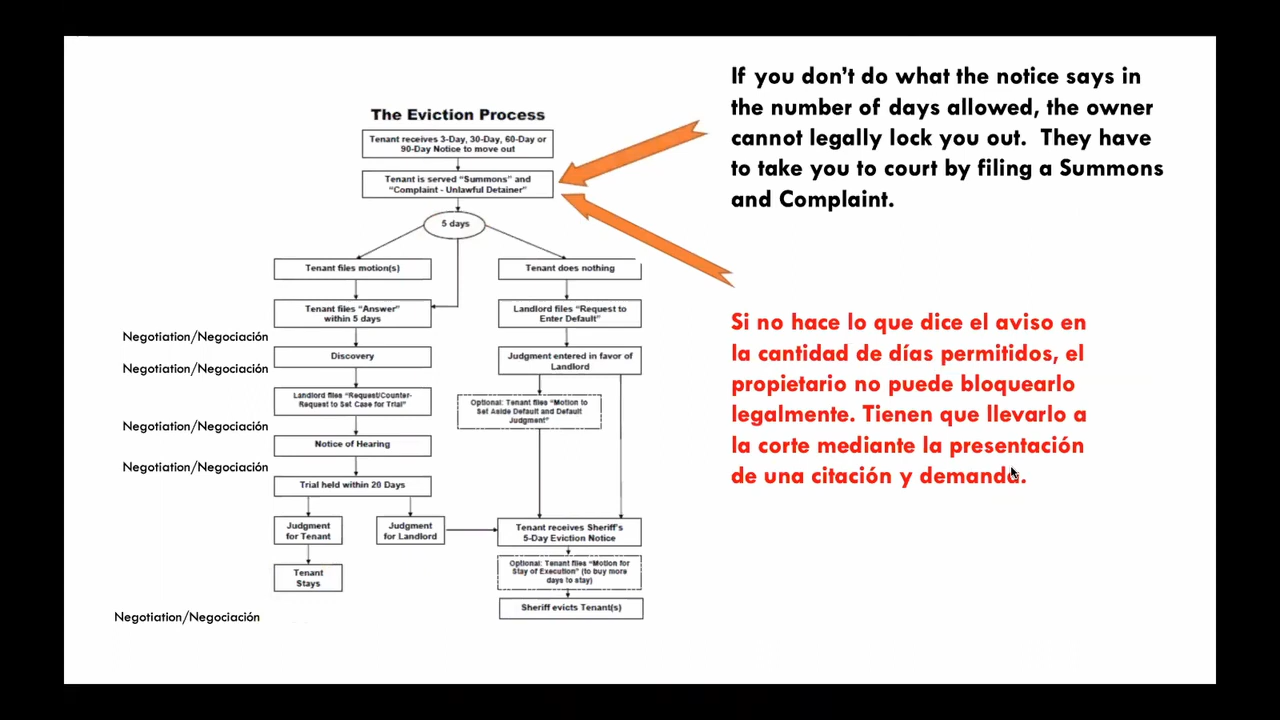 The Eviction Process
Tenant receives 3-Day, 30-Day, 60-Day or
90-Day Notice to move out
Tenant is served “Summons” and
“Complaint - Unlawful Detainer”
5 days
Tenant files motion(s)
Tenant files “Answer”
within 5 days
Discovery
Landlord files “Request/Counter-
Request to Set Case for Trial”
Notice of Hearing
Trial held within 20 Days
Judgment
for Tenant
Tenant
Stays
Judgment
for Landlord
Tenant does nothing
Landlord files “Request to
Enter Default”
Judgment entered in favor of
Landlord
Optional: Tenant files “Motion to
Set Aside Default and Default
Judgment”
Tenant receives Sheriff’s
5-Day Eviction Notice
Optional: Tenant files “Motion for
Stay of Execution” (to buy more
days to stay)
Sheriff evicts Tenant(s)
Negotiation/Negociación
Negotiation/Negociación
Negotiation/Negociación
Negotiation/Negociación
Negotiation/Negociación
If you don’t do what the notice says in
the number of days allowed, the owner
cannot legally lock you out. They have
to take you to court by filing a Summons
and Complaint.
Si no hace lo que dice el aviso en
la cantidad de días permitidos, el
propietario no puede bloquearlo
legalmente. Tienen que llevarlo a
la corte mediante la presentación
de una citación y demanda.